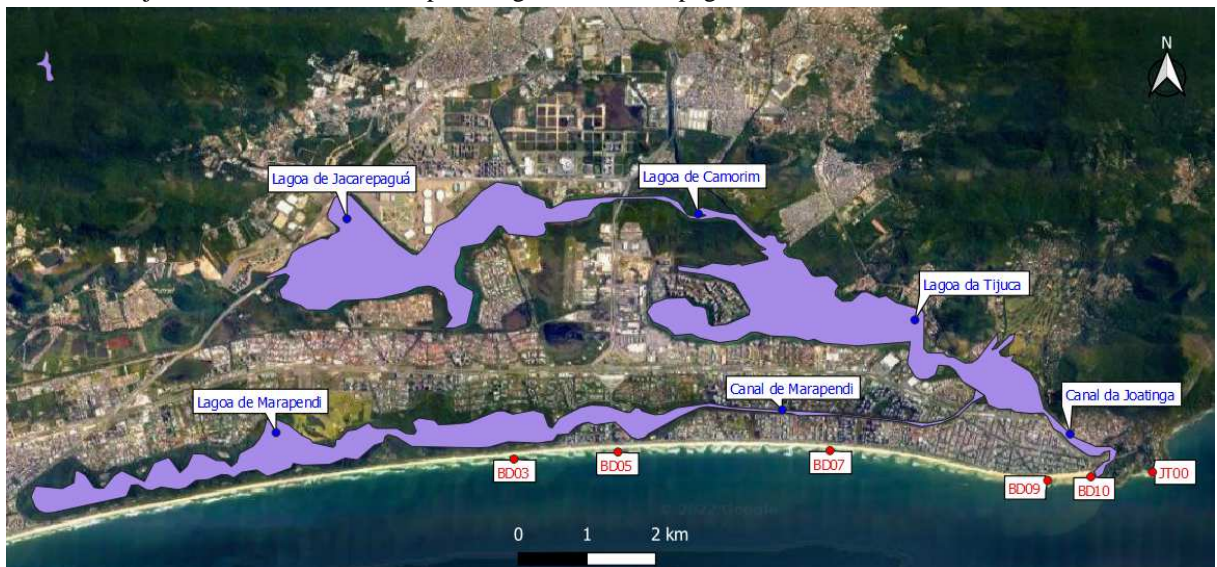 N
Lagoa de Jacarepaguá
Lagoa de Camorim
Lagoa da Tijuca
Lagoa de Marapendi
Canal de Marapendi
Canal da Joatinga
BD03
BD05
BD07
BD09
BD10
JT00
0 1 2 km